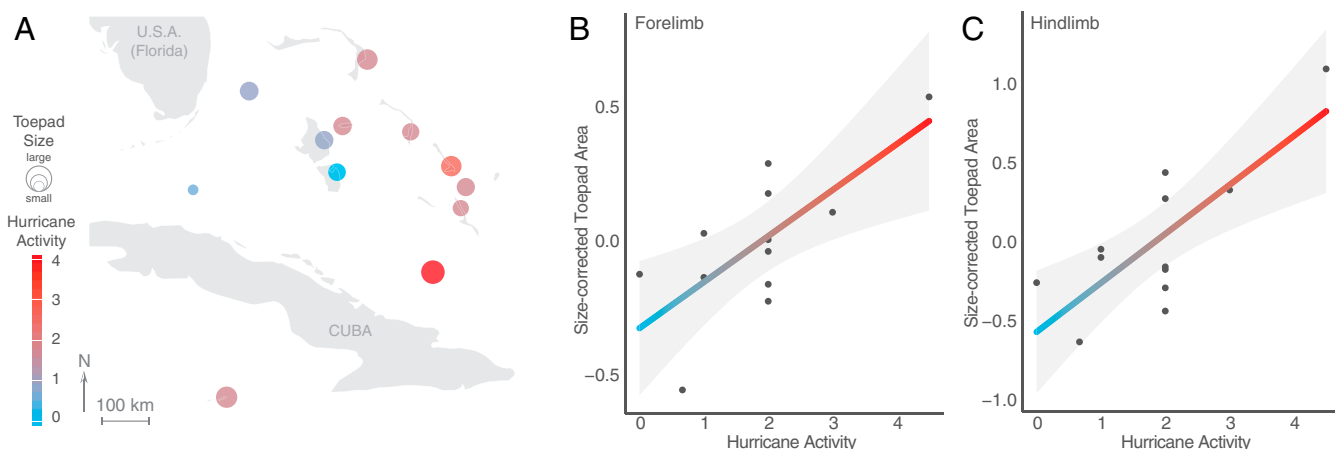 A
U.S.A.
(Florida)
Toepad
Size
large
small
Hurricane
Activity
4
3
2
1
0
N
100 km
CUBA
B
Forelimb
Size-corrected Toepad Area
0.5
0.0
−0.5
0
1
2
3
4
Hurricane Activity
C
Hindlimb
Size-corrected Toepad Area
1.0
0.5
0.0
−0.5
−1.0
0
1
2
3
4
Hurricane Activity